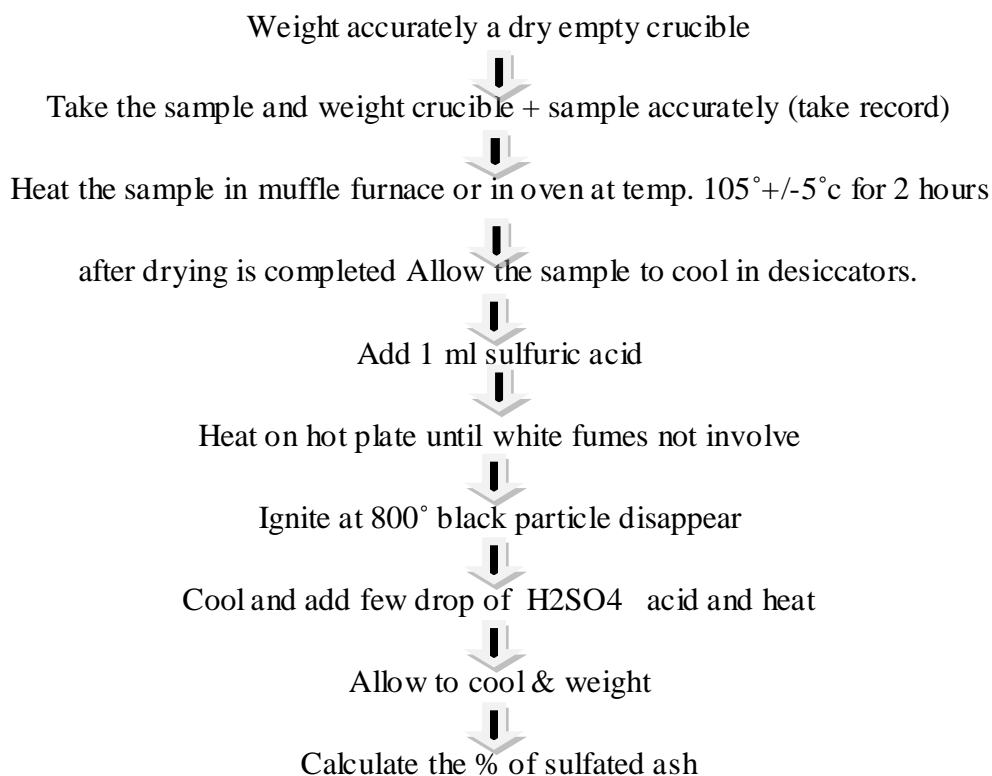 Weight accurately a dry empty crucible
Take the sample and weight crucible + sample accurately (take record)
Heat the sample in muffle furnace or in oven at temp. 105˚+/-5˚c for 2 hours
after drying is completed Allow the sample to cool in desiccators.
Add 1 ml sulfuric acid
Heat on hot plate until white fumes not involve
Ignite at 800˚ black particle disappear
Cool and add few drop of H2SO4 acid and heat
Allow to cool & weight
Calculate the % of sulfated ash